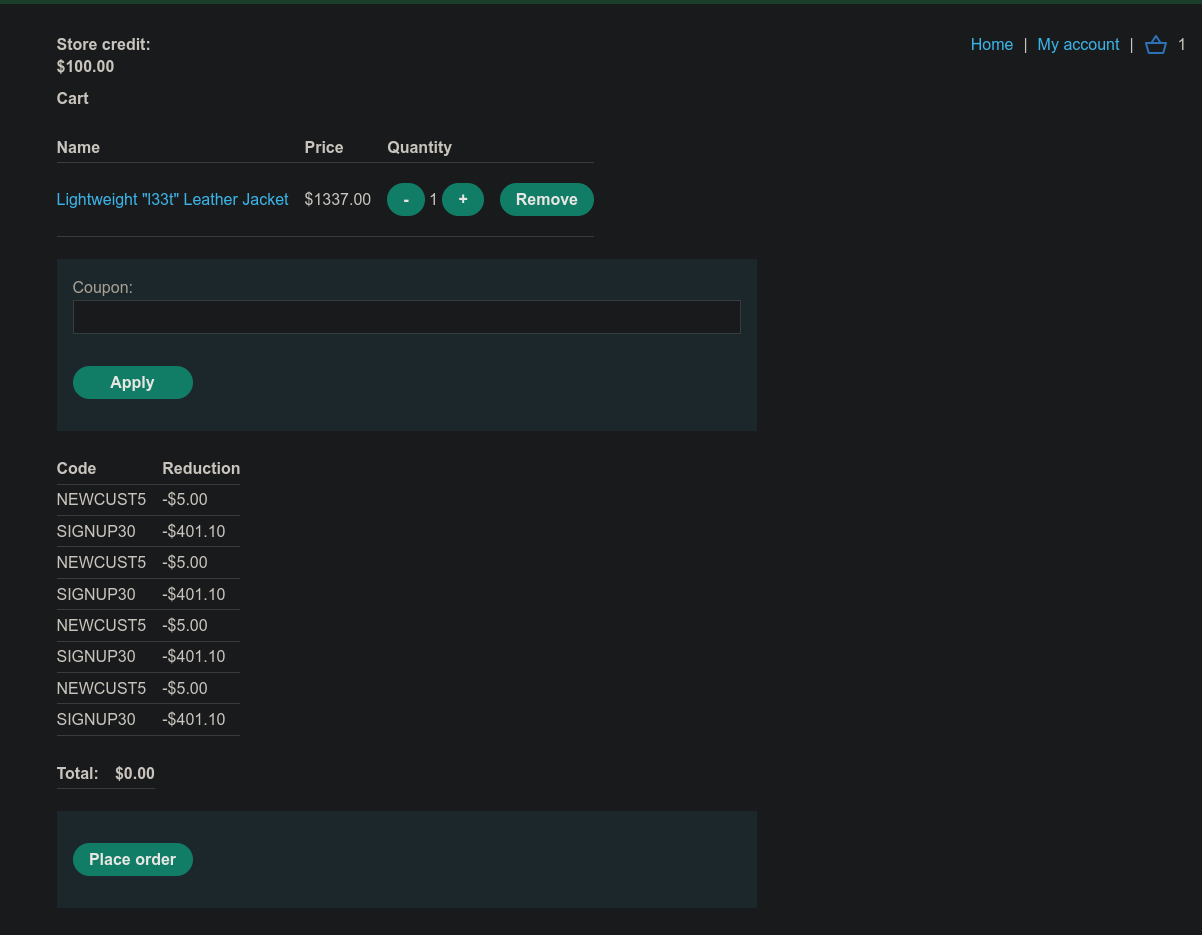 Store credit:
$100.00
Home | My account | 1
Cart
Name Price Quantity
Lightweight "l33t" Leather Jacket $1337.00 - 1 + Remove
Coupon:
Apply
Code Reduction
NEWCUST5 -$5.00
SIGNUP30 -$401.10
NEWCUST5 -$5.00
SIGNUP30 -$401.10
NEWCUST5 -$5.00
SIGNUP30 -$401.10
NEWCUST5 -$5.00
SIGNUP30 -$401.10
Total: $0.00
Place order